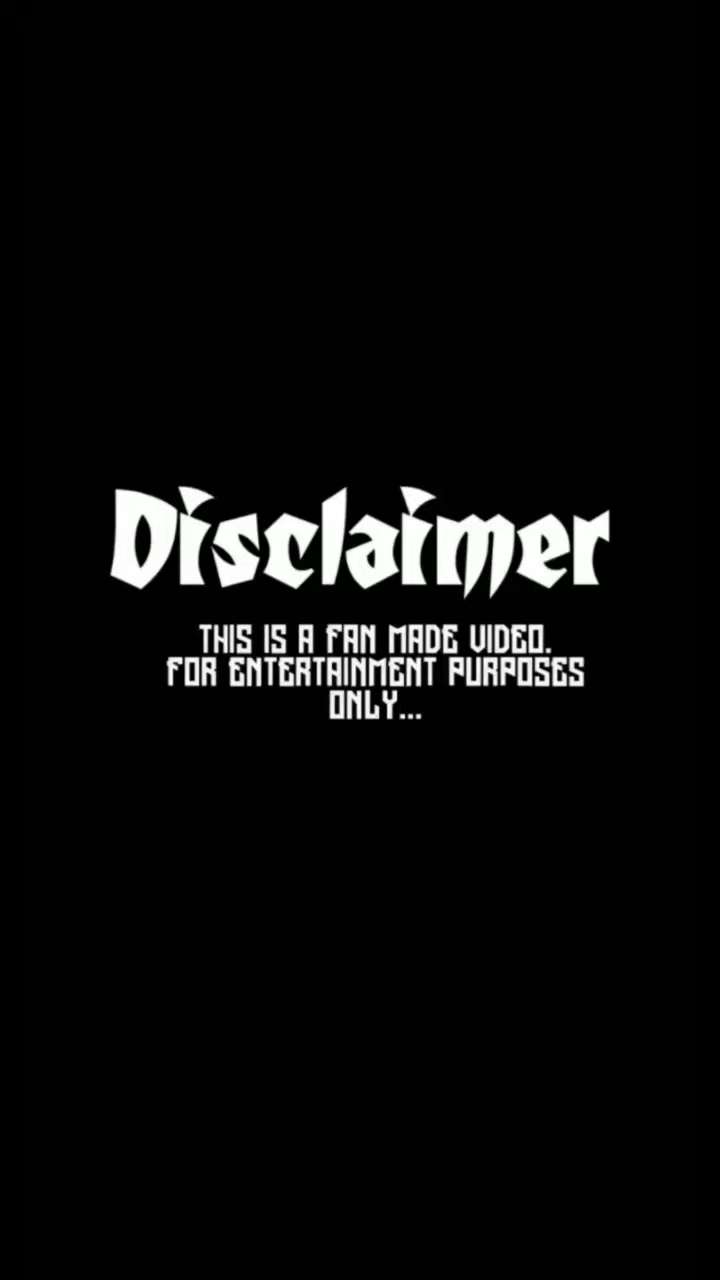 Disclaimer
THIS IS A FAN MADE VIDEO.
FOR ENTERTAINMENT PURPOSES
ONLY...